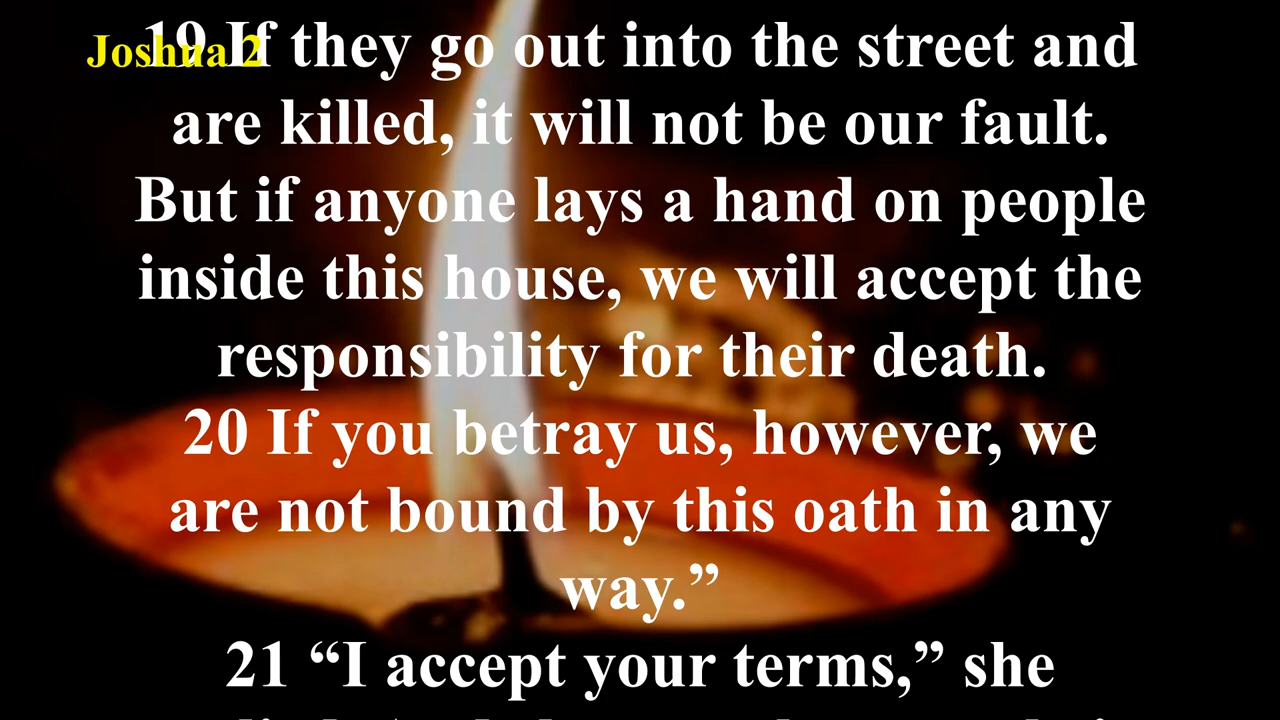 Joshua 2
19 If they go out into the street and
are killed, it will not be our fault.
But if anyone lays a hand on people
inside this house, we will accept the
responsibility for their death.
20 If you betray us, however, we
are not bound by this oath in any
way.”
21 “I accept your terms,” she